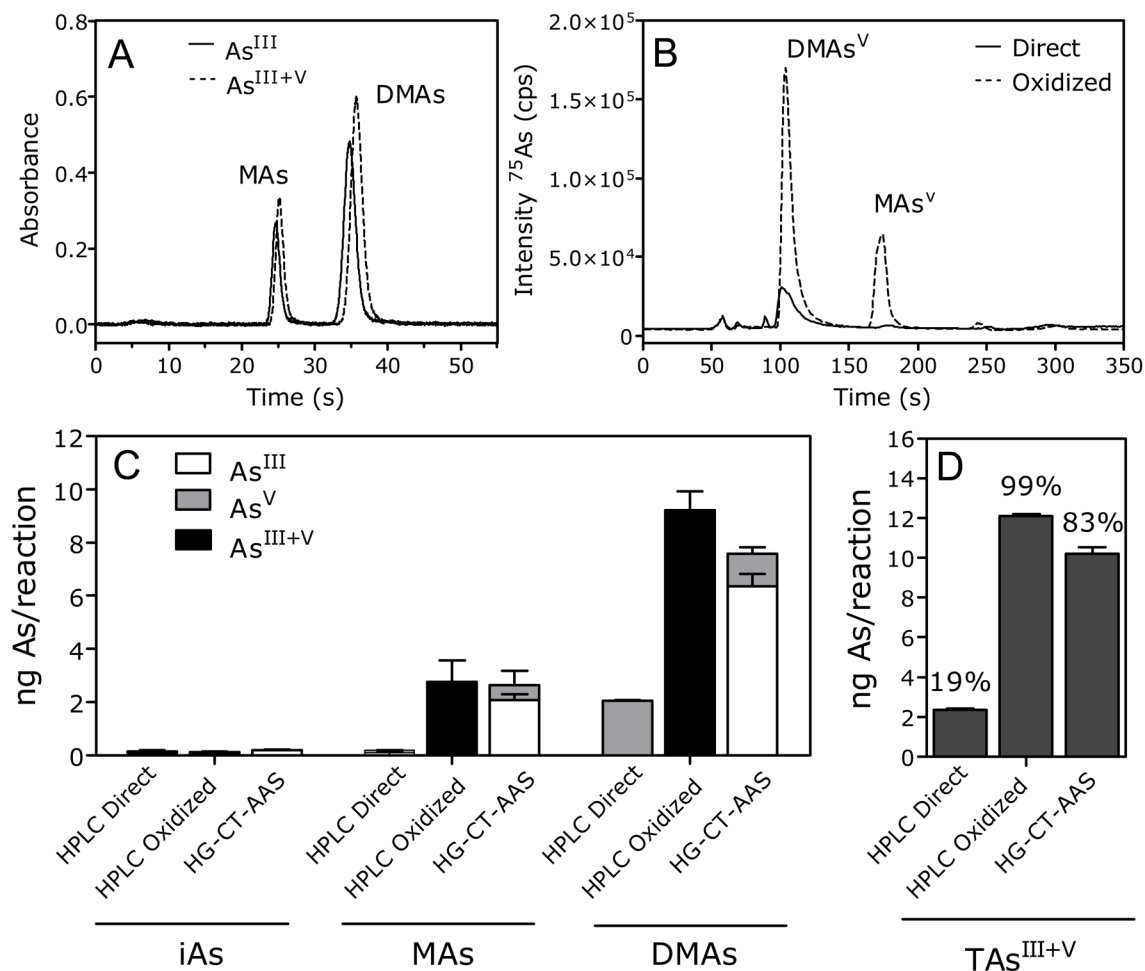 A
As^III
As^III+V
MAs
DMAs
Absorbance
0.8
0.6
0.4
0.2
0.0
0 10 20 30 40 50
Time (s)
B
DMAs^V
MAs^V
Direct
Oxidized
Intensity ^75As (cps)
2.0×10^5
1.5×10^5
1.0×10^5
5.0×10^4
0
0 50 100 150 200 250 300 350
Time (s)
C
As^III
As^V
As^III+V
ng As/reaction
12
10
8
6
4
2
0
HPLC Direct
HPLC Oxidized
HG-CT-AAS
HPLC Direct
HPLC Oxidized
HG-CT-AAS
HPLC Direct
HPLC Oxidized
HG-CT-AAS
iAs
MAs
DMAs
D
19%
99%
83%
ng As/reaction
16
14
12
10
8
6
4
2
0
HPLC Direct
HPLC Oxidized
HG-CT-AAS
TAs^III+V